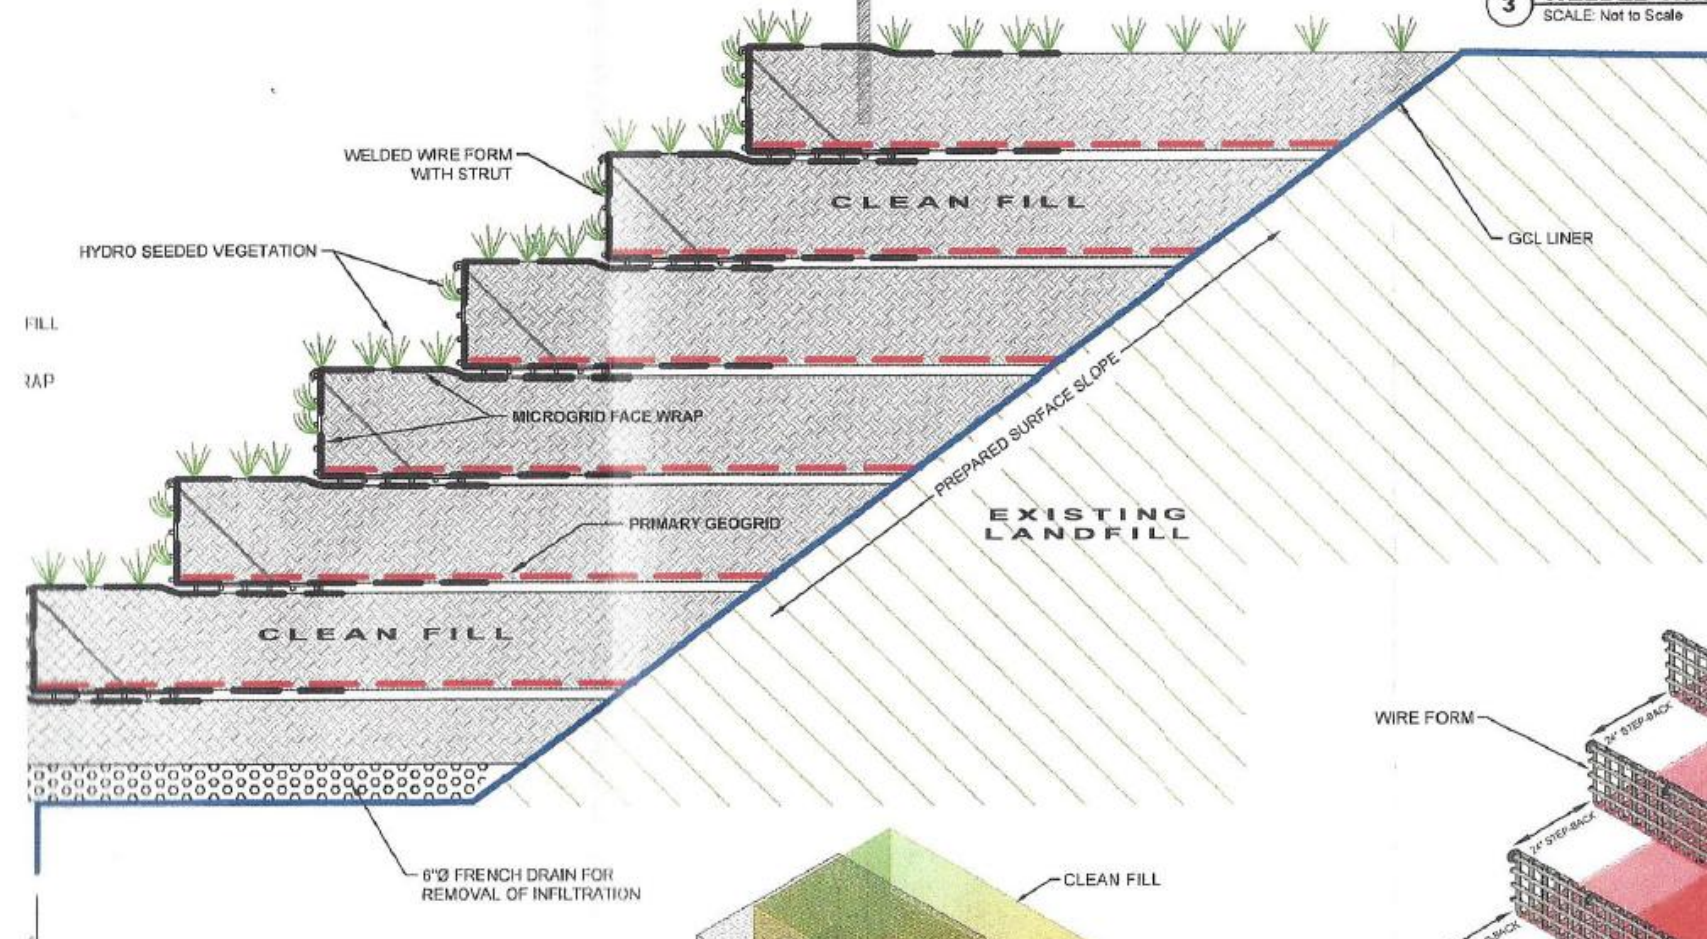 3
SCALE: Not to Scale
WELDED WIRE FORM
WITH STRUT
CLEAN FILL
HYDRO SEEDED VEGETATION
GCL LINER
FILL
PREPARED SURFACE SLOPE
MICROGRID FACE WRAP
EXISTING
LANDFILL
PRIMARY GEOGRID
CLEAN FILL
WIRE FORM
24" STEP-BACK
24" STEP-BACK
6"Ø FRENCH DRAIN FOR
REMOVAL OF INFILTRATION
CLEAN FILL